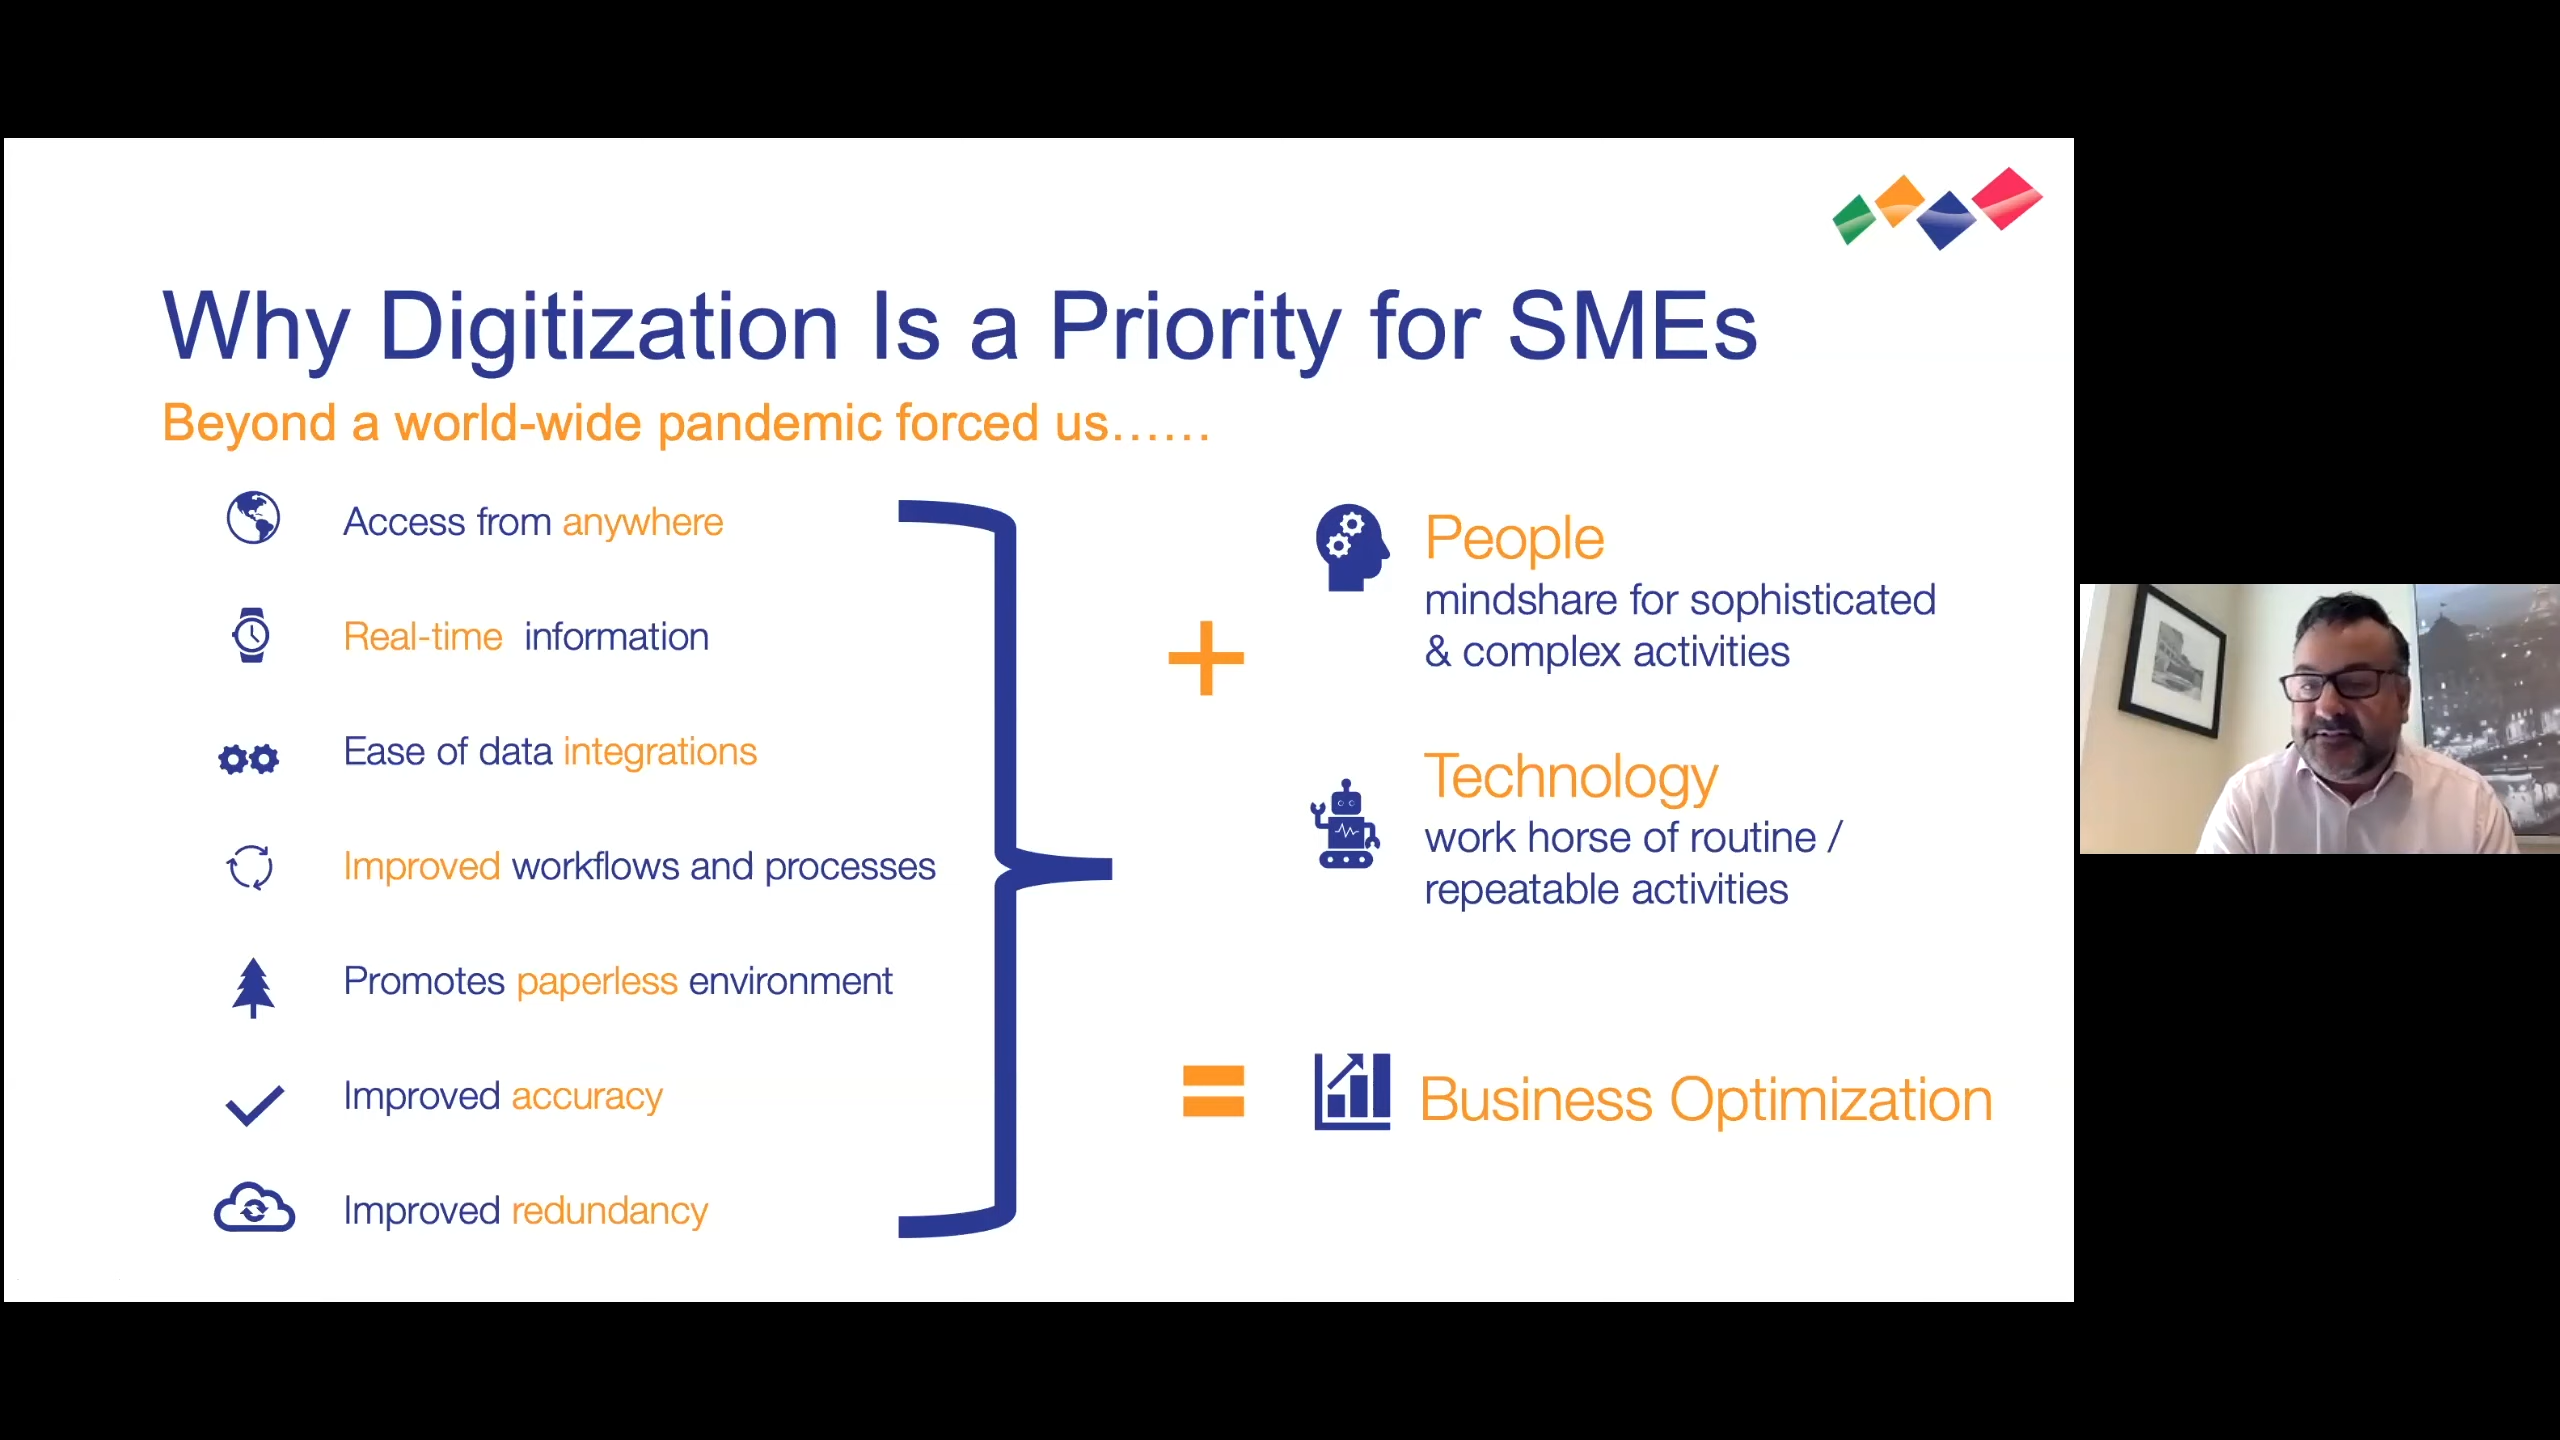 Why Digitization Is a Priority for SMEs
Beyond a world-wide pandemic forced us......
Access from anywhere
Real-time information
Ease of data integrations
Improved workflows and processes
Promotes paperless environment
Improved accuracy
Improved redundancy
+
People
mindshare for sophisticated
& complex activities
Technology
work horse of routine /
repeatable activities
=
Business Optimization